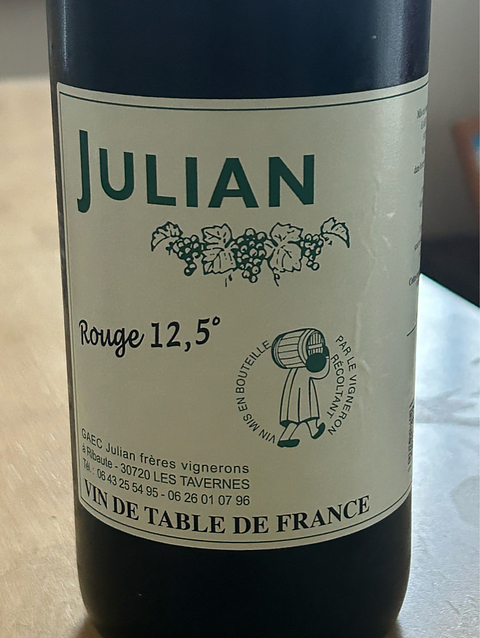 JULIAN
Rouge 12,5°
VIN MIS EN BOUTEILLE
PAR LE VIGNERON
RÉCOLTANT
GAEC Julian frères vignerons
à Ribaute - 30720 LES TAVERNES
Tél.: 06 43 25 54 95 - 06 26 01 07 96
VIN DE TABLE DE FRANCE